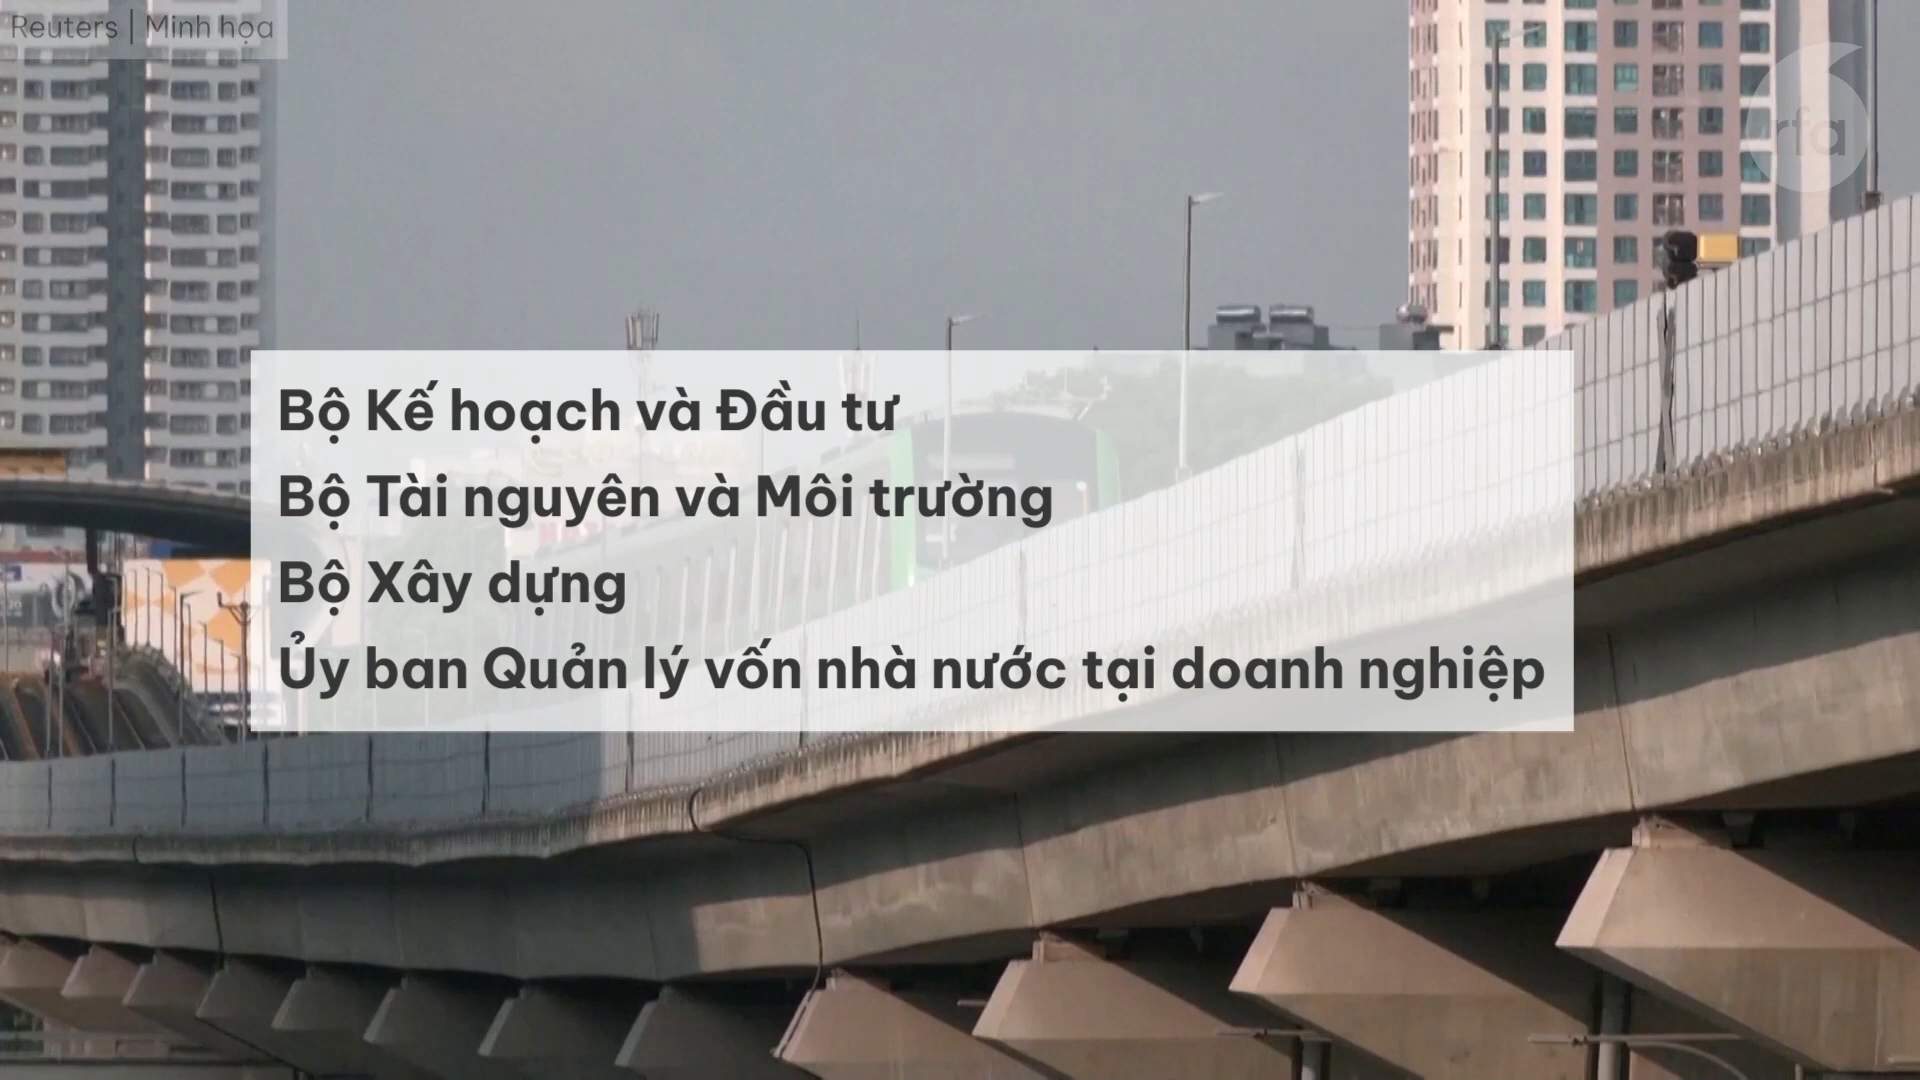 Reuters | Minh họa
rfa
Bộ Kế hoạch và Đầu tư
Bộ Tài nguyên và Môi trường
Bộ Xây dựng
Ủy ban Quản lý vốn nhà nước tại doanh nghiệp